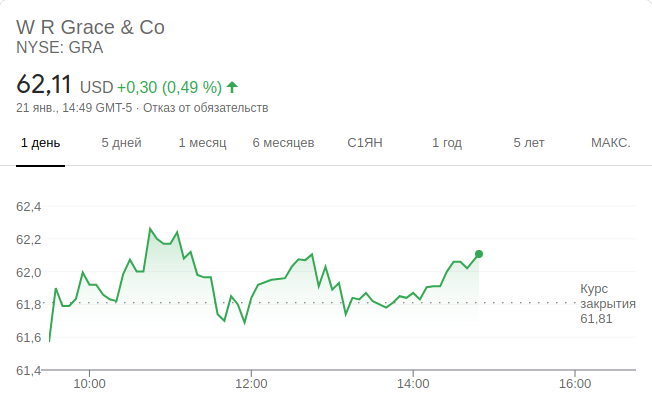 W R Grace & Co
NYSE: GRA
62,11 USD +0,30 (0,49 %)
21 янв., 14:49 GMT-5 · Отказ от обязательств
1 день 5 дней 1 месяц 6 месяцев С1ЯН 1 год 5 лет МАКС.
62,4
62,2
62,0
61,8
61,6
61,4
Курс
закрытия
61,81
10:00 12:00 14:00 16:00